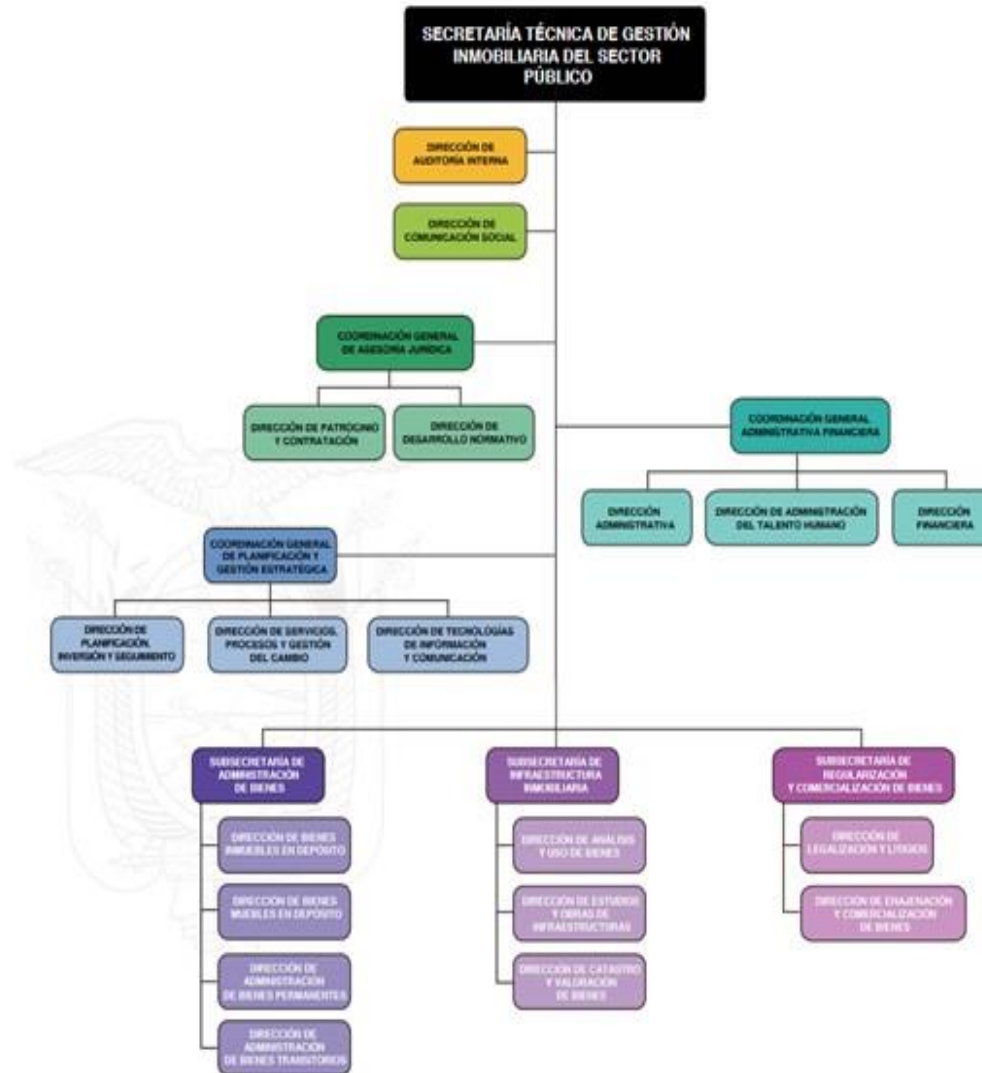 SECRETARÍA TÉCNICA DE GESTIÓN
INMOBILIARIA DEL SECTOR
PÚBLICO
DIRECCIÓN DE
AUDITORÍA INTERNA
DIRECCIÓN DE
COMUNICACIÓN SOCIAL
COORDINACIÓN GENERAL
DE ASESORÍA JURÍDICA
DIRECCIÓN DE PATROCINIO
Y CONTRATACIÓN
DIRECCIÓN DE
DESARROLLO NORMATIVO
COORDINACIÓN GENERAL
ADMINISTRATIVA FINANCIERA
DIRECCIÓN
ADMINISTRATIVA
DIRECCIÓN DE ADMINISTRACIÓN
DEL TALENTO HUMANO
DIRECCIÓN
FINANCIERA
COORDINACIÓN GENERAL
DE PLANIFICACIÓN Y
GESTIÓN ESTRATÉGICA
DIRECCIÓN DE
PLANIFICACIÓN,
INVERSIÓN Y SEGUIMIENTO
DIRECCIÓN DE SERVICIOS,
PROCESOS Y GESTIÓN
DEL CAMBIO
DIRECCIÓN DE TECNOLOGÍAS
DE INFORMACIÓN
Y COMUNICACIÓN
SUBSECRETARÍA DE
ADMINISTRACIÓN
DE BIENES
DIRECCIÓN DE BIENES
INMUEBLES EN DEPÓSITO
DIRECCIÓN DE BIENES
MUEBLES EN DEPÓSITO
DIRECCIÓN DE
ADMINISTRACIÓN
DE BIENES PERMANENTES
DIRECCIÓN DE
ADMINISTRACIÓN
DE BIENES TRANSITORIOS
SUBSECRETARÍA DE
INFRAESTRUCTURA
INMOBILIARIA
DIRECCIÓN DE ANÁLISIS
Y USO DE BIENES
DIRECCIÓN DE ESTUDIOS
Y OBRAS DE
INFRAESTRUCTURAS
DIRECCIÓN DE CATASTRO
Y VALORACIÓN
DE BIENES
SUBSECRETARÍA DE
REGULARIZACIÓN
Y COMERCIALIZACIÓN DE BIENES
DIRECCIÓN DE
LEGALIZACIÓN Y LITIGIOS
DIRECCIÓN DE ENAJENACIÓN
Y COMERCIALIZACIÓN
DE BIENES